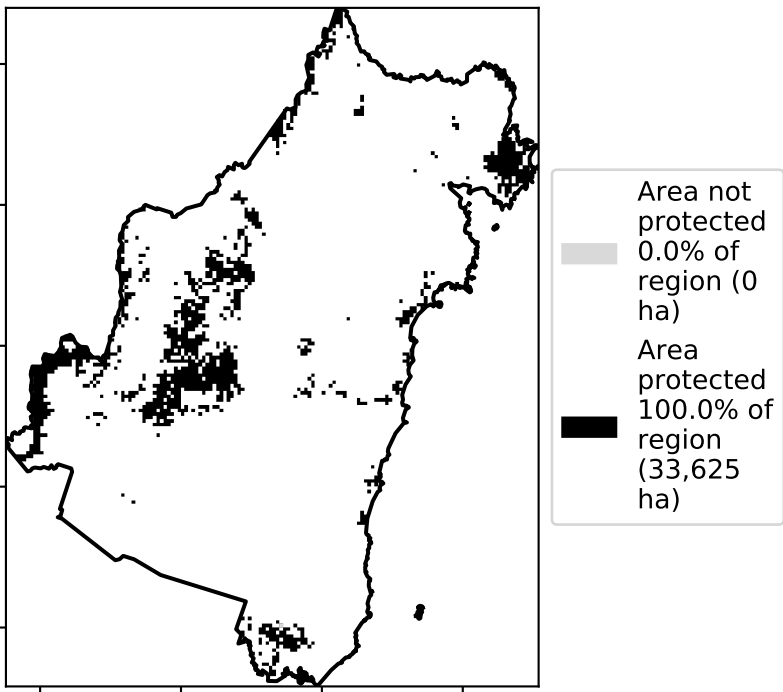 Area not
protected
0.0% of
region (0
ha)
Area
protected
100.0% of
region
(33,625
ha)